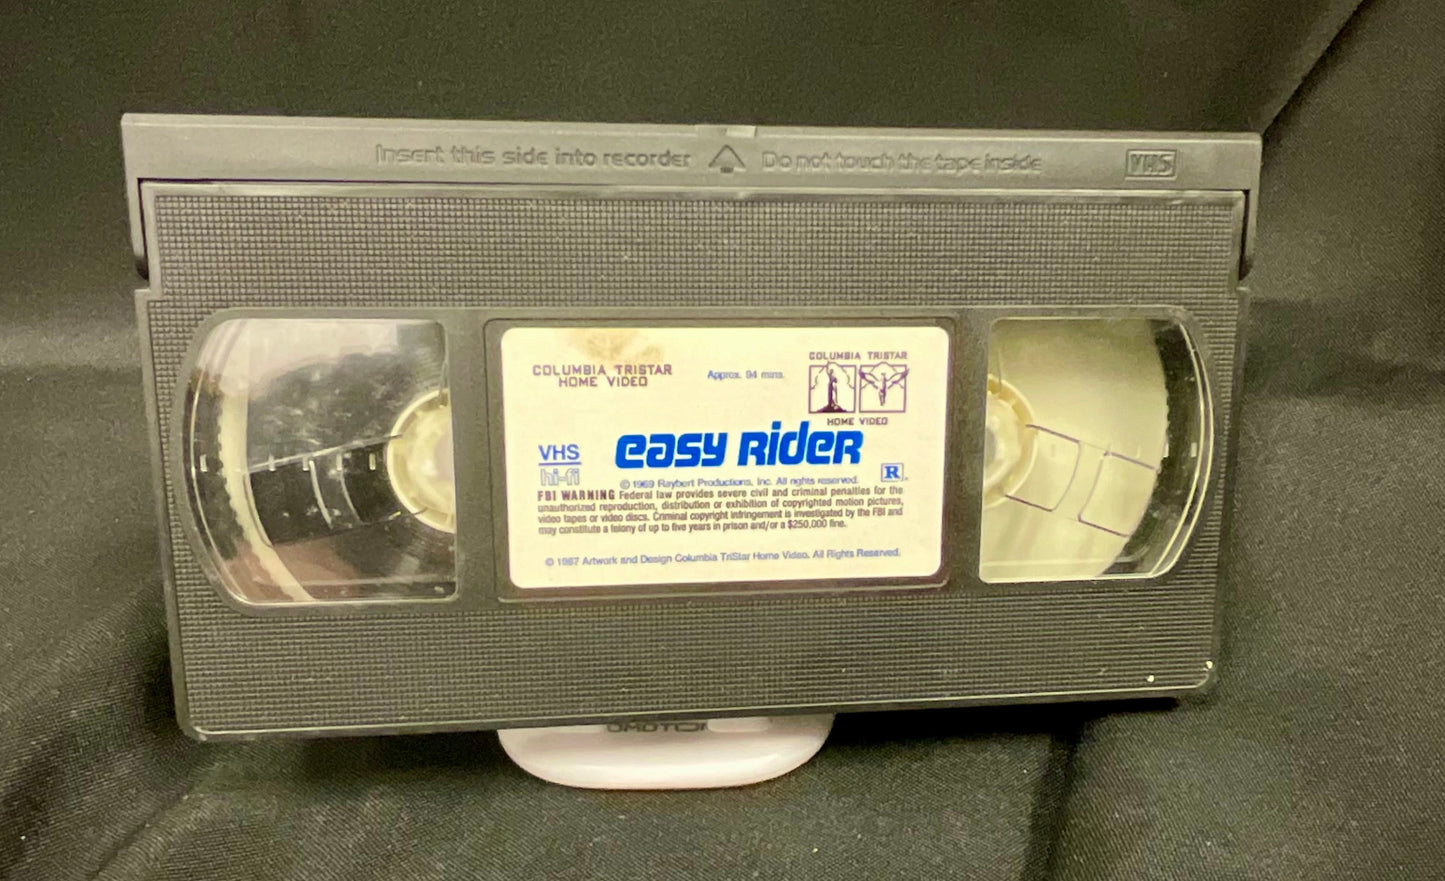 Insert this side into recorder
Do not touch the tape inside
VHS
COLUMBIA TRISTAR
HOME VIDEO
Approx. 94 mins.
COLUMBIA TRISTAR
HOME VIDEO
VHS
hi-fi
easy Rider
© 1969 Raybert Productions, Inc. All rights reserved.
R
FBI WARNING Federal law provides severe civil and criminal penalties for the
unauthorized reproduction, distribution or exhibition of copyrighted motion pictures,
video tapes or video discs. Criminal copyright infringement is investigated by the FBI and
may constitute a felony of up to five years in prison and/or a $250,000 fine.
© 1987 Artwork and Design Columbia TriStar Home Video. All Rights Reserved.